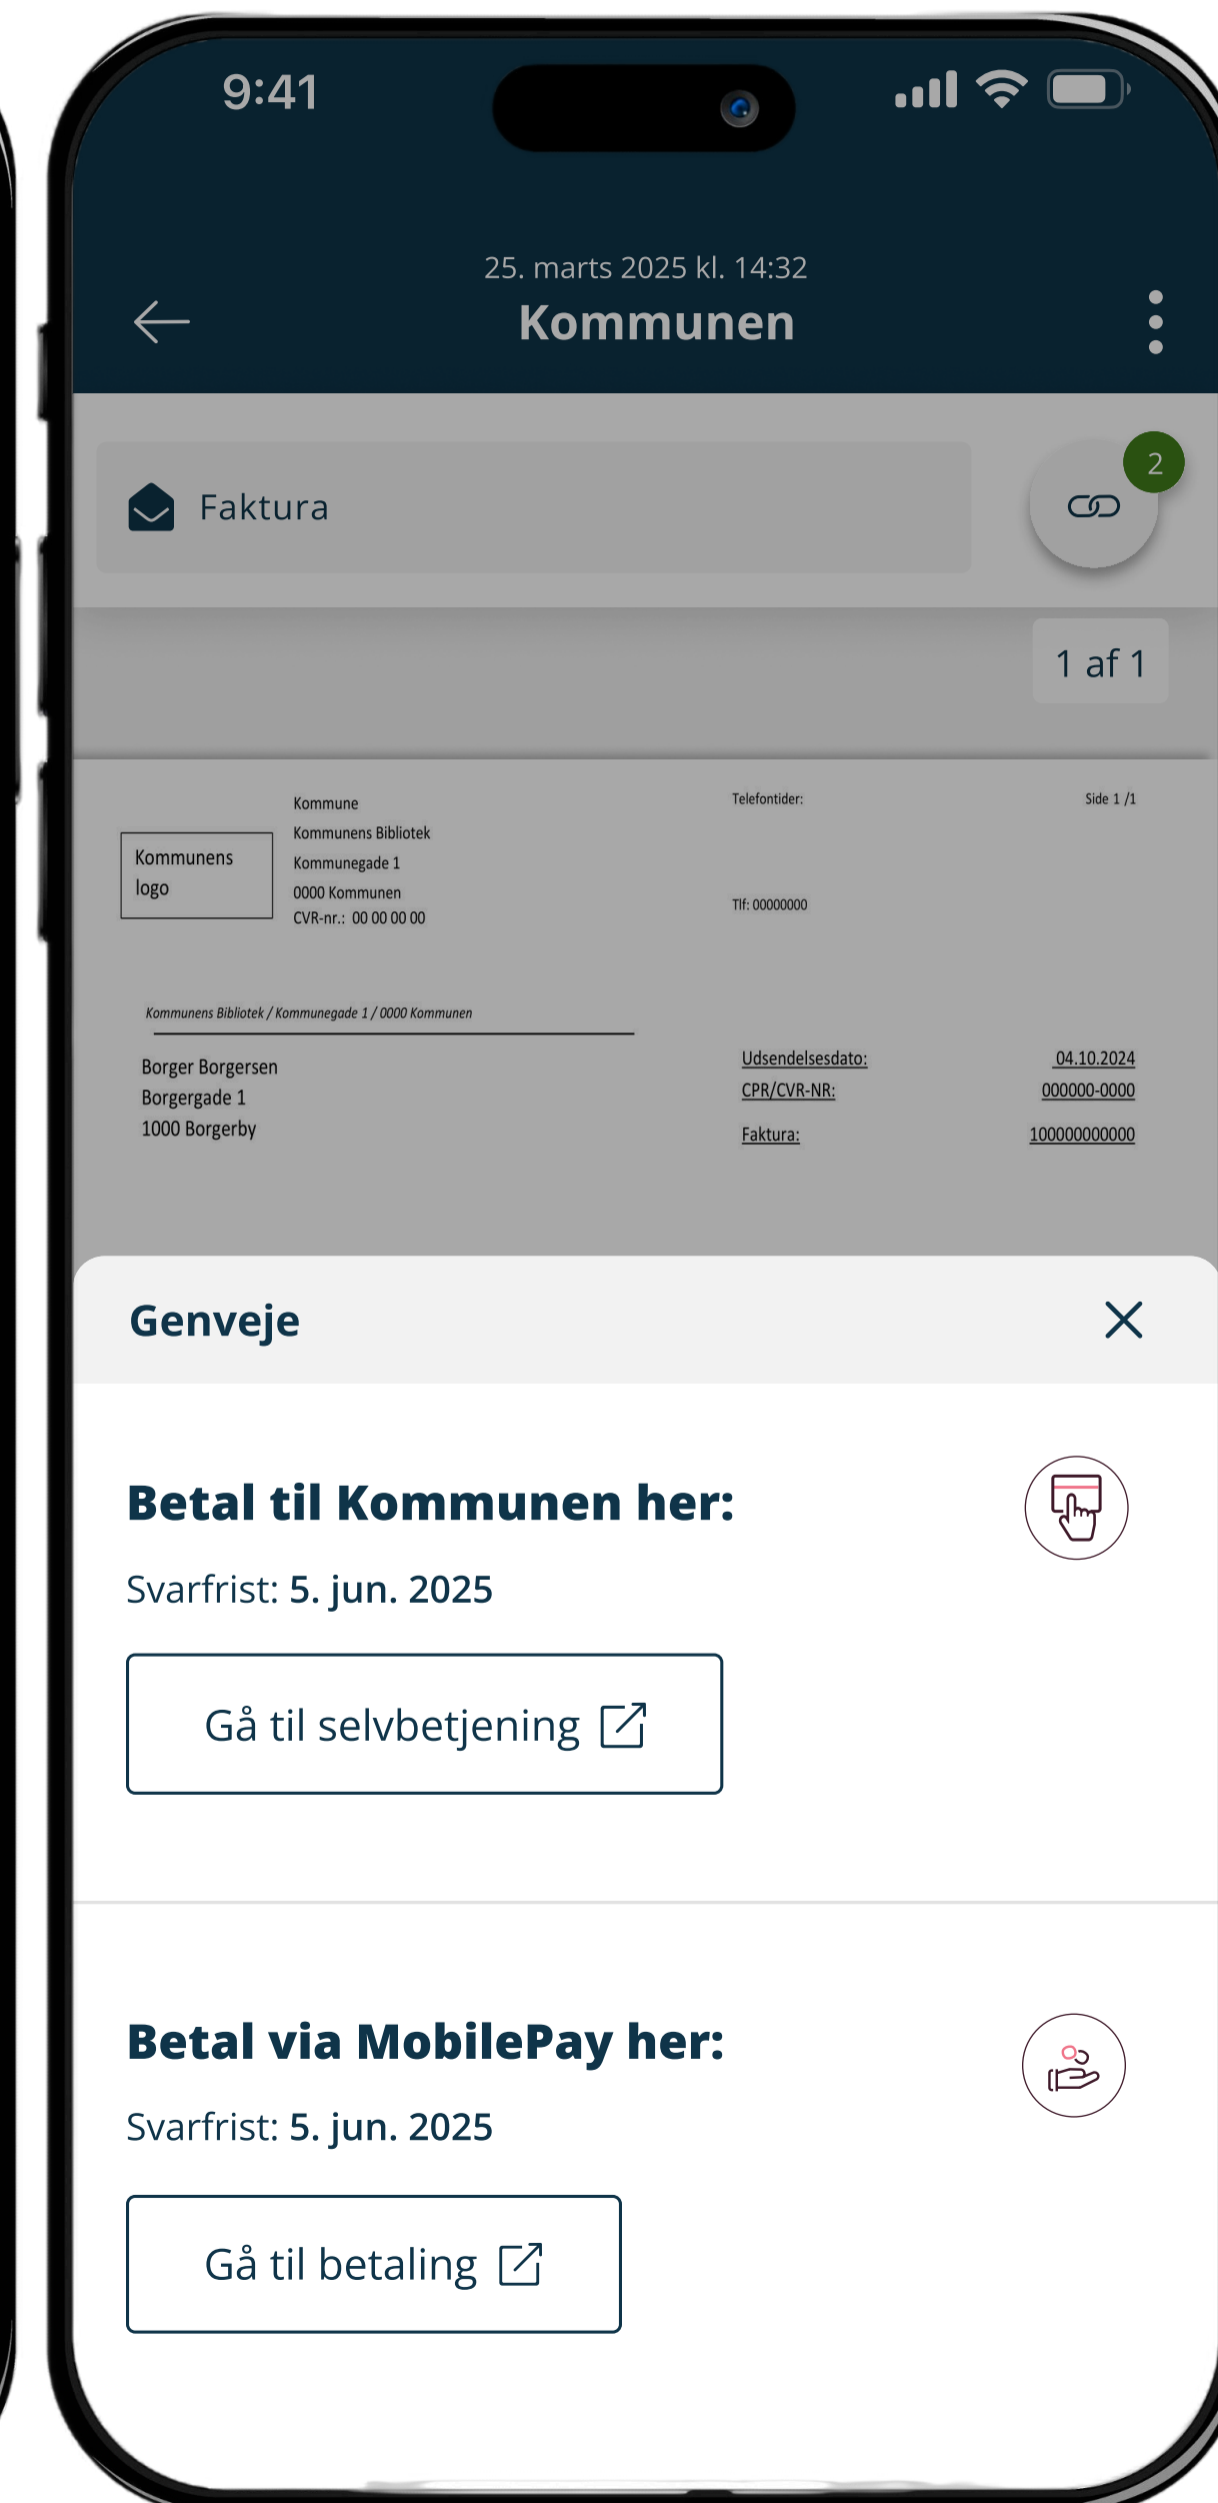 9:41
25. marts 2025 kl. 14:32
Kommunen
Faktura
2
1 af 1
Kommune
Kommunens Bibliotek
Kommunegade 1
0000 Kommunen
CVR-nr.: 00 00 00 00
Kommunens
logo
Telefontider:
Side 1 /1
Tlf: 00000000
Kommunens Bibliotek / Kommunegade 1 / 0000 Kommunen
Borger Borgersen
Borgergade 1
1000 Borgerby
Udsendelsesdato: 04.10.2024
CPR/CVR-NR: 000000-0000
Faktura: 100000000000
Genveje
Betal til Kommunen her:
Svarfrist: 5. jun. 2025
Gå til selvbetjening
Betal via MobilePay her:
Svarfrist: 5. jun. 2025
Gå til betaling